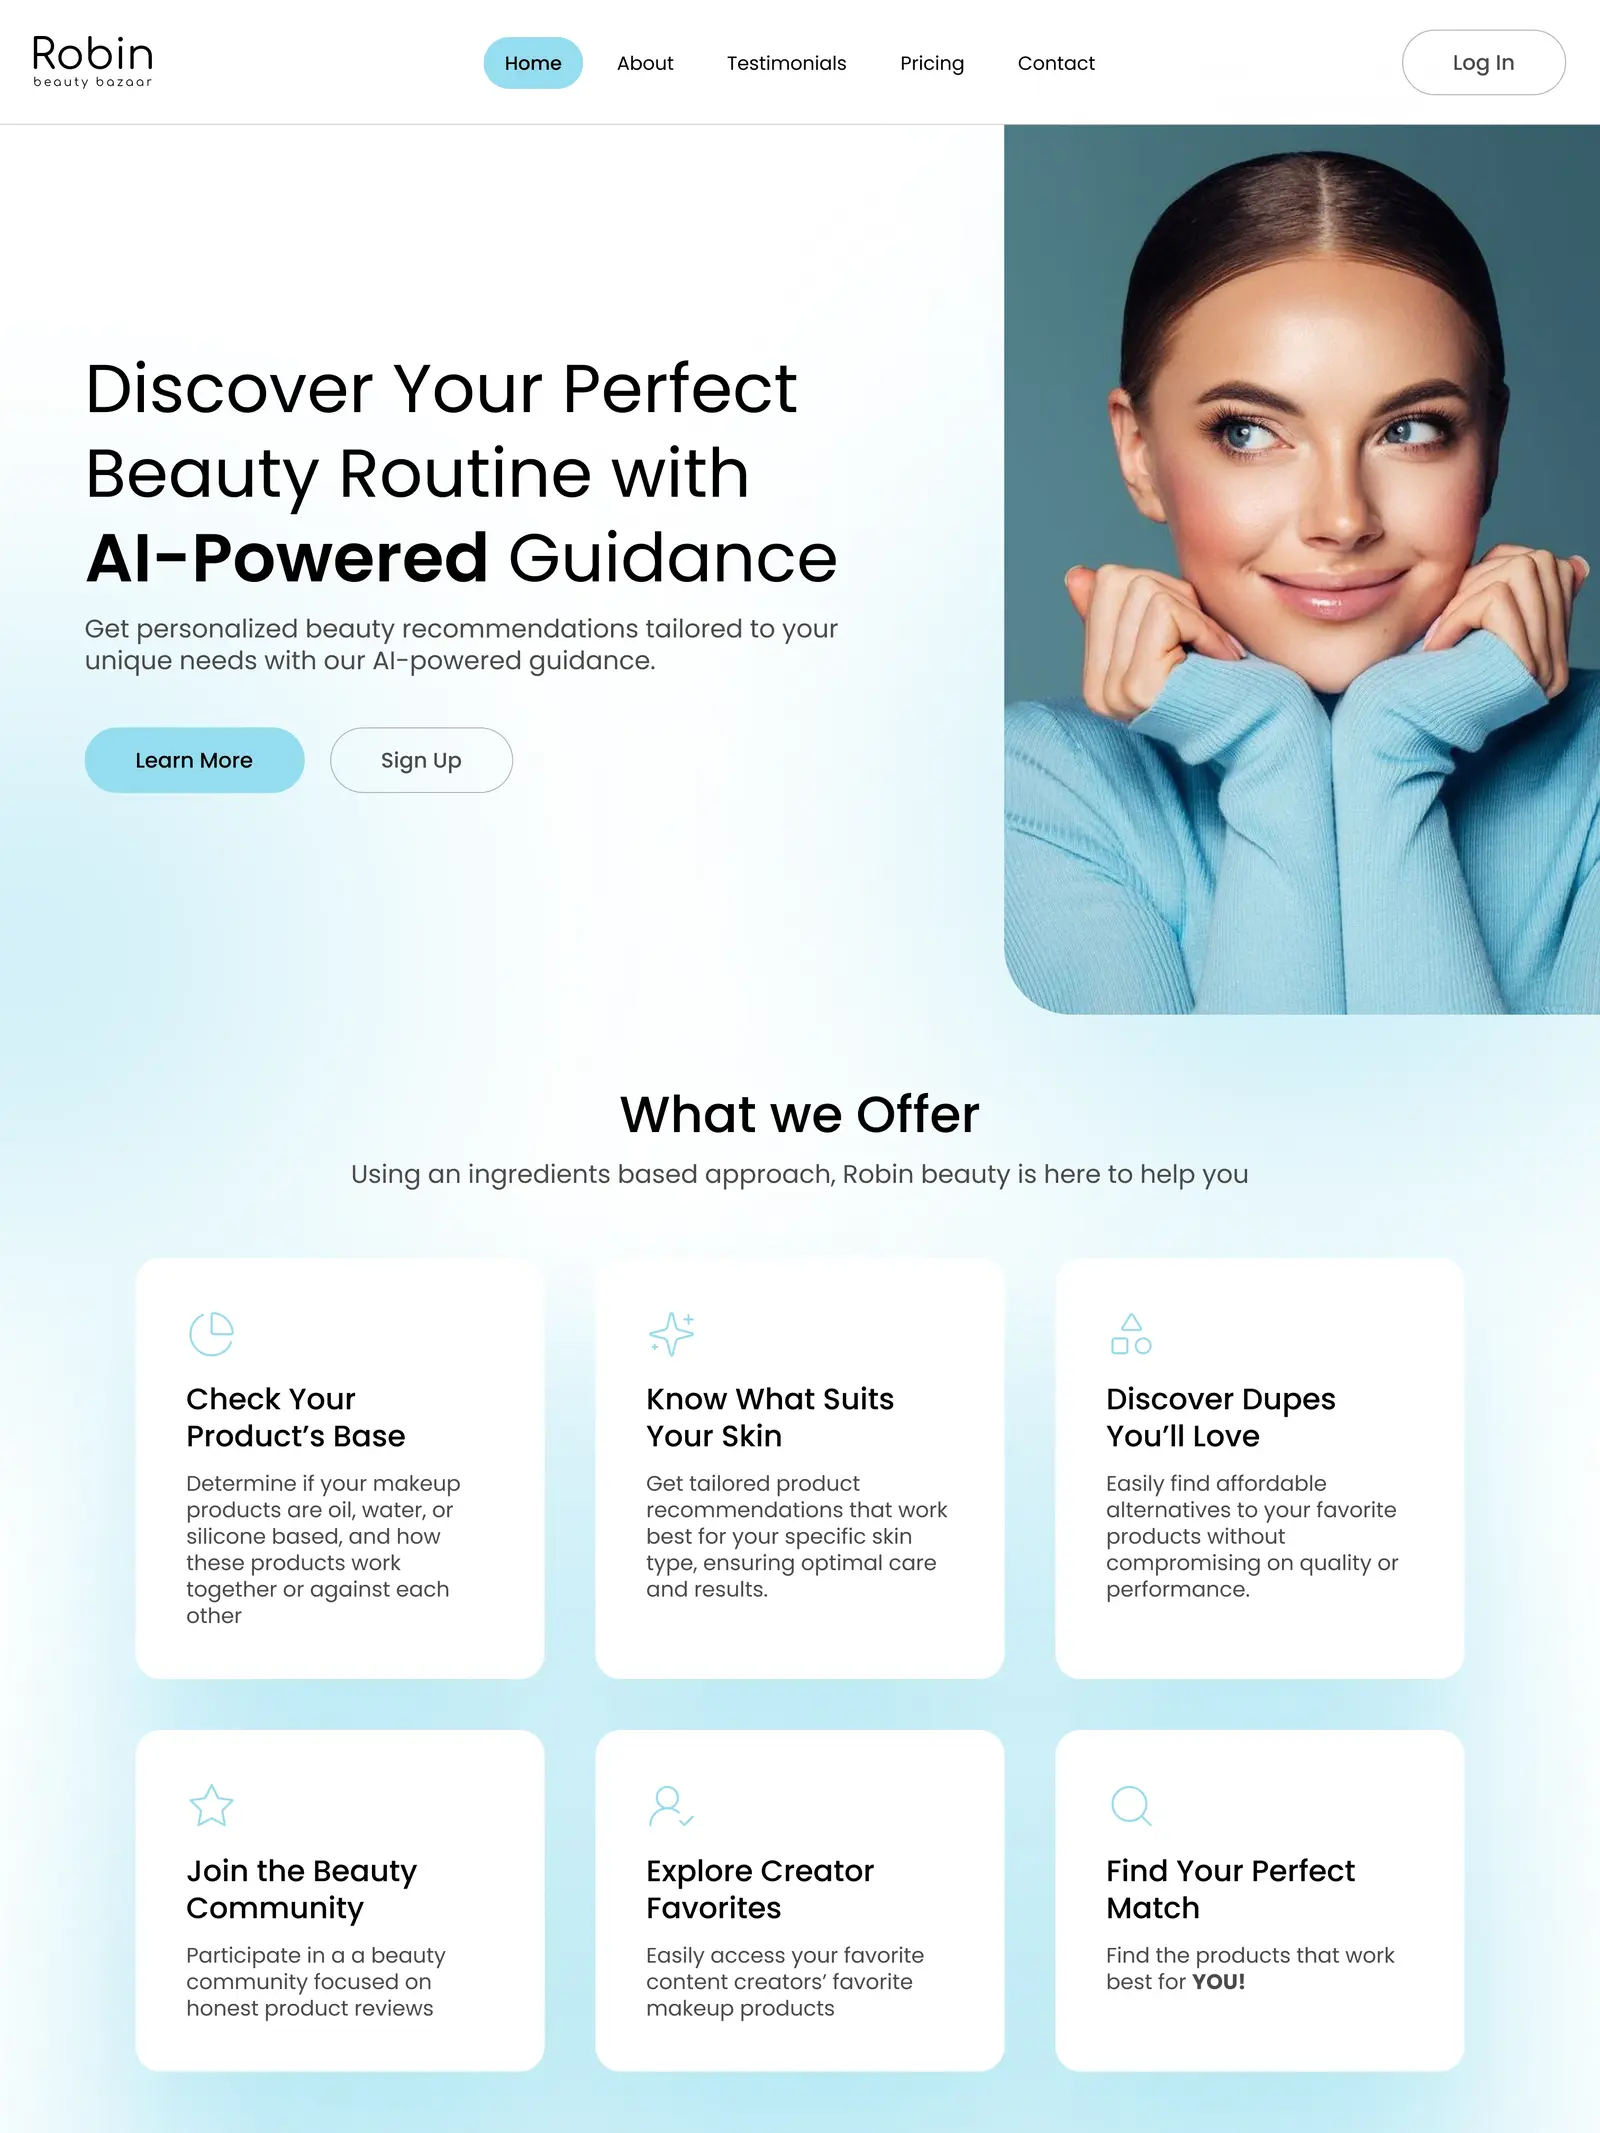 Robin
beauty bazaar
Home
About
Testimonials
Pricing
Contact
Log In
Discover Your Perfect
Beauty Routine with
AI-Powered Guidance
Get personalized beauty recommendations tailored to your
unique needs with our AI-powered guidance.
Learn More
Sign Up
What we Offer
Using an ingredients based approach, Robin beauty is here to help you
Check Your
Product’s Base
Determine if your makeup
products are oil, water, or
silicone based, and how
these products work
together or against each
other
Know What Suits
Your Skin
Get tailored product
recommendations that work
best for your specific skin
type, ensuring optimal care
and results.
Discover Dupes
You’ll Love
Easily find affordable
alternatives to your favorite
products without
compromising on quality or
performance.
Join the Beauty
Community
Participate in a a beauty
community focused on
honest product reviews
Explore Creator
Favorites
Easily access your favorite
content creators’ favorite
makeup products
Find Your Perfect
Match
Find the products that work
best for YOU!